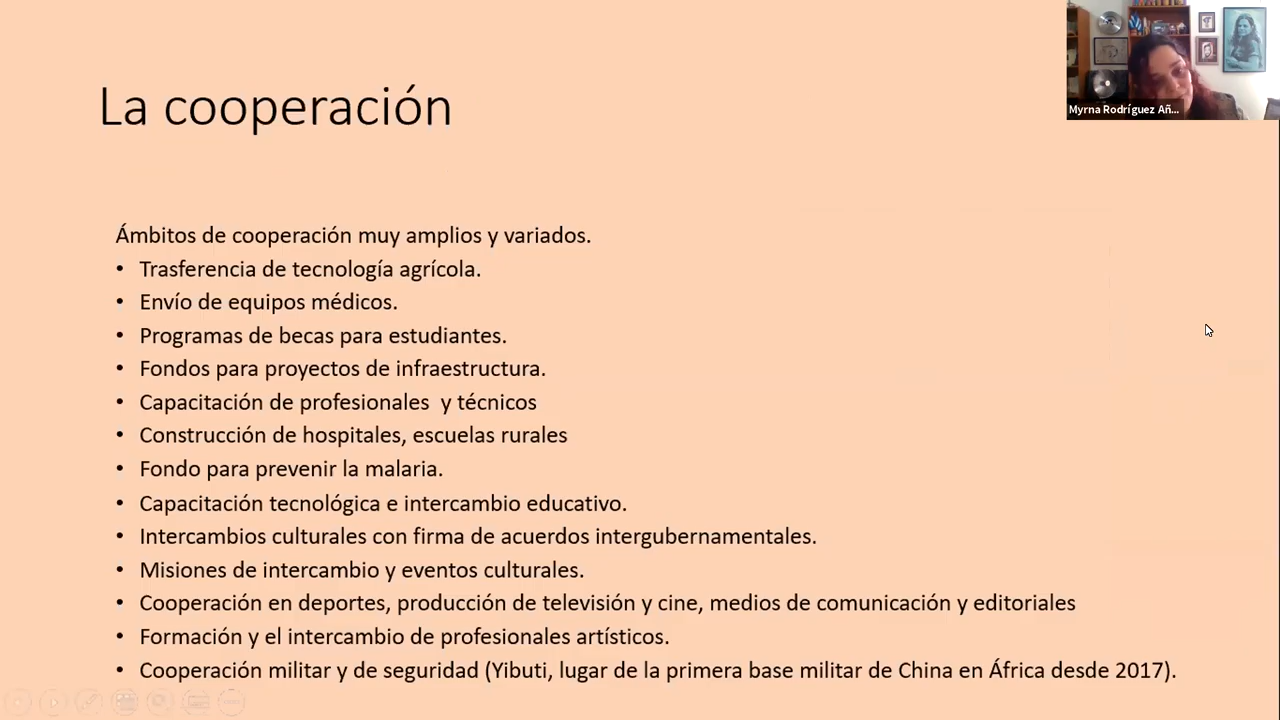 Myrna Rodríguez Añ...
La cooperación
Ámbitos de cooperación muy amplios y variados.
• Trasferencia de tecnología agrícola.
• Envío de equipos médicos.
• Programas de becas para estudiantes.
• Fondos para proyectos de infraestructura.
• Capacitación de profesionales  y técnicos
• Construcción de hospitales, escuelas rurales
• Fondo para prevenir la malaria.
• Capacitación tecnológica e intercambio educativo.
• Intercambios culturales con firma de acuerdos intergubernamentales.
• Misiones de intercambio y eventos culturales.
• Cooperación en deportes, producción de televisión y cine, medios de comunicación y editoriales
• Formación y el intercambio de profesionales artísticos.
• Cooperación militar y de seguridad (Yibuti, lugar de la primera base militar de China en África desde 2017).